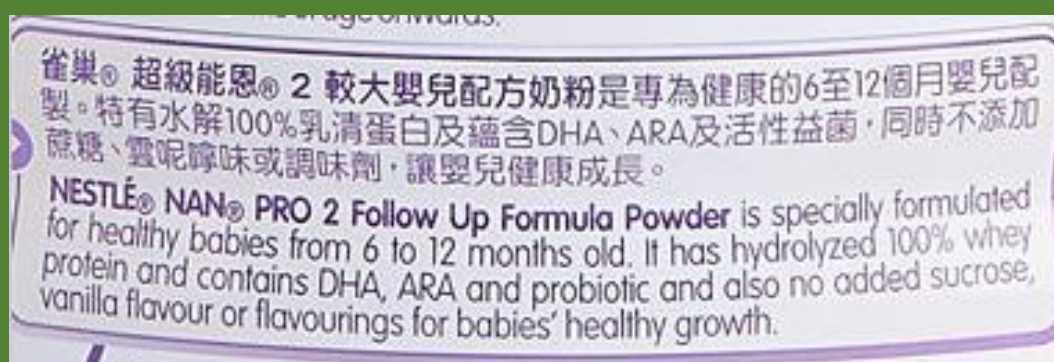 of age onwards.
雀巢® 超級能恩® 2 較大嬰兒配方奶粉是專為健康的6至12個月嬰兒配
製。特有水解100%乳清蛋白及蘊含DHA、ARA及活性益菌，同時不添加
蔗糖、雲呢嗱味或調味劑，讓嬰兒健康成長。
NESTLÉ® NAN® PRO 2 Follow Up Formula Powder is specially formulated
for healthy babies from 6 to 12 months old. It has hydrolyzed 100% whey
protein and contains DHA, ARA and probiotic and also no added sucrose,
vanilla flavour or flavourings for babies’ healthy growth.